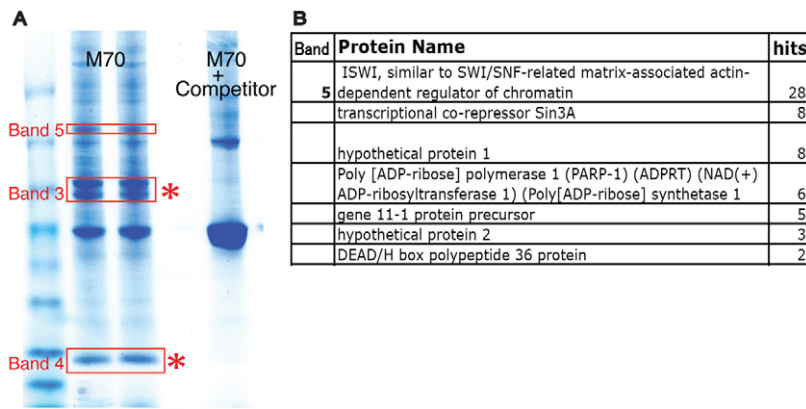 A
M70
M70
+
Competitor
Band 5
Band 3
*
Band 4
*
B
Band Protein Name hits
ISWI, similar to SWI/SNF-related matrix-associated actin-
5 dependent regulator of chromatin 28
transcriptional co-repressor Sin3A 8
hypothetical protein 1 8
Poly [ADP-ribose] polymerase 1 (PARP-1) (ADPRT) (NAD(+)
ADP-ribosyltransferase 1) (Poly[ADP-ribose] synthetase 1 6
gene 11-1 protein precursor 5
hypothetical protein 2 3
DEAD/H box polypeptide 36 protein 2